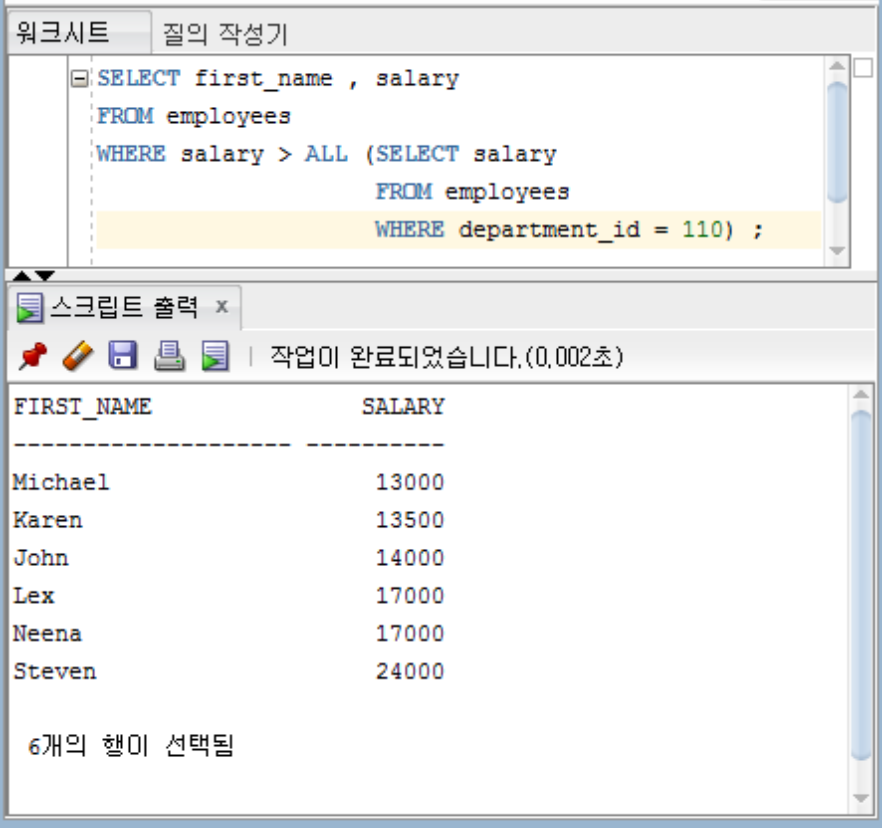 워크시트 질의 작성기
SELECT first_name , salary
FROM employees
WHERE salary > ALL (SELECT salary
FROM employees
WHERE department_id = 110) ;
스크립트 출력 x
작업이 완료되었습니다.(0,002초)
FIRST_NAME SALARY
-------------------- ----------
Michael 13000
Karen 13500
John 14000
Lex 17000
Neena 17000
Steven 24000
6개의 행이 선택됨